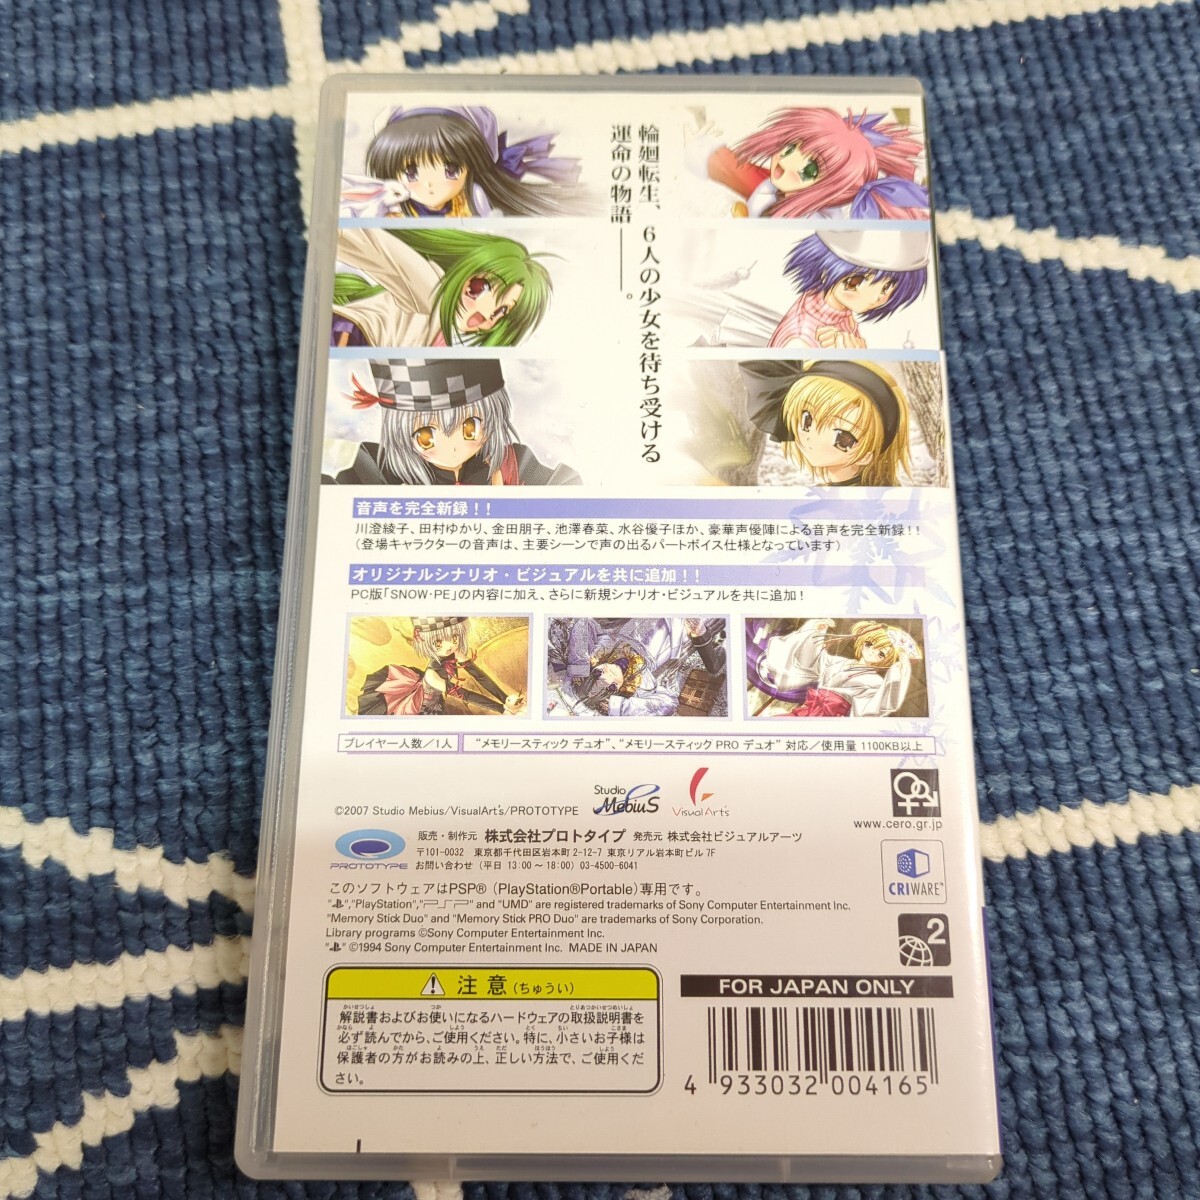 輪廻転生、６人の少女を待ち受ける
運命の物語――。
音声を完全新録！！
川澄綾子、田村ゆかり、金田朋子、池澤春菜、水谷優子ほか、豪華声優陣による音声を完全新録！！
（登場キャラクターの音声は、主要シーンで声の出るパートボイス仕様となっています）
オリジナルシナリオ・ビジュアルを共に追加！！
PC版「SNOW・PE」の内容に加え、さらに新規シナリオ・ビジュアルを共に追加！
プレイヤー人数／1人
“メモリースティック デュオ”、“メモリースティック PRO デュオ” 対応／使用量 1100KB以上
©2007 Studio Mebius/VisualArt's/PROTOTYPE
Studio Mebius
VisualArt's
www.cero.gr.jp
PROTOTYPE
販売・制作元 株式会社プロトタイプ 発売元 株式会社ビジュアルアーツ
〒101-0032 東京都千代田区岩本町 2-12-7 東京リアル岩本町ビル 7F
お問い合わせ（平日 13:00～18:00）03-4500-6041
CRIWARE™
このソフトウェアはPSP®（PlayStation®Portable）専用です。
" ","PlayStation","PSP" and "UMD" are registered trademarks of Sony Computer Entertainment Inc.
"Memory Stick Duo" and "Memory Stick PRO Duo" are trademarks of Sony Corporation.
Library programs ©Sony Computer Entertainment Inc.
" " ©1994 Sony Computer Entertainment Inc. MADE IN JAPAN
2
注意（ちゅうい）
解説書およびお使いになるハードウェアの取扱説明書を
必ず読んでから、ご使用ください。特に、小さいお子様は
保護者の方がお読みの上、正しい方法で、ご使用くだ
さい。
FOR JAPAN ONLY
4 933032 004165